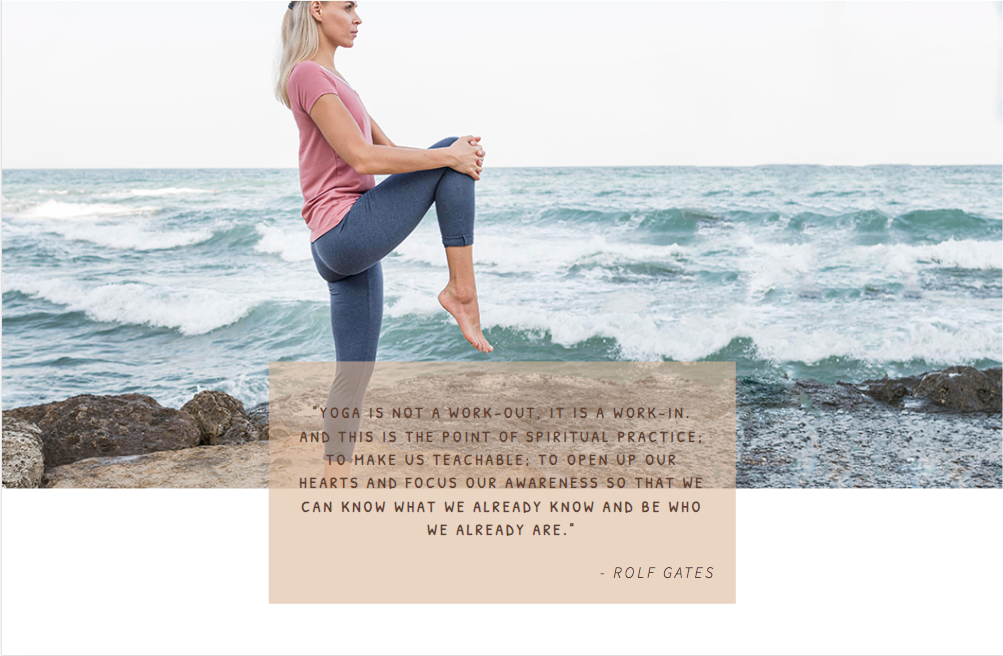 "YOGA IS NOT A WORK-OUT, IT IS A WORK-IN.
AND THIS IS THE POINT OF SPIRITUAL PRACTICE;
TO MAKE US TEACHABLE; TO OPEN UP OUR
HEARTS AND FOCUS OUR AWARENESS SO THAT WE
CAN KNOW WHAT WE ALREADY KNOW AND BE WHO
WE ALREADY ARE."
- ROLF GATES